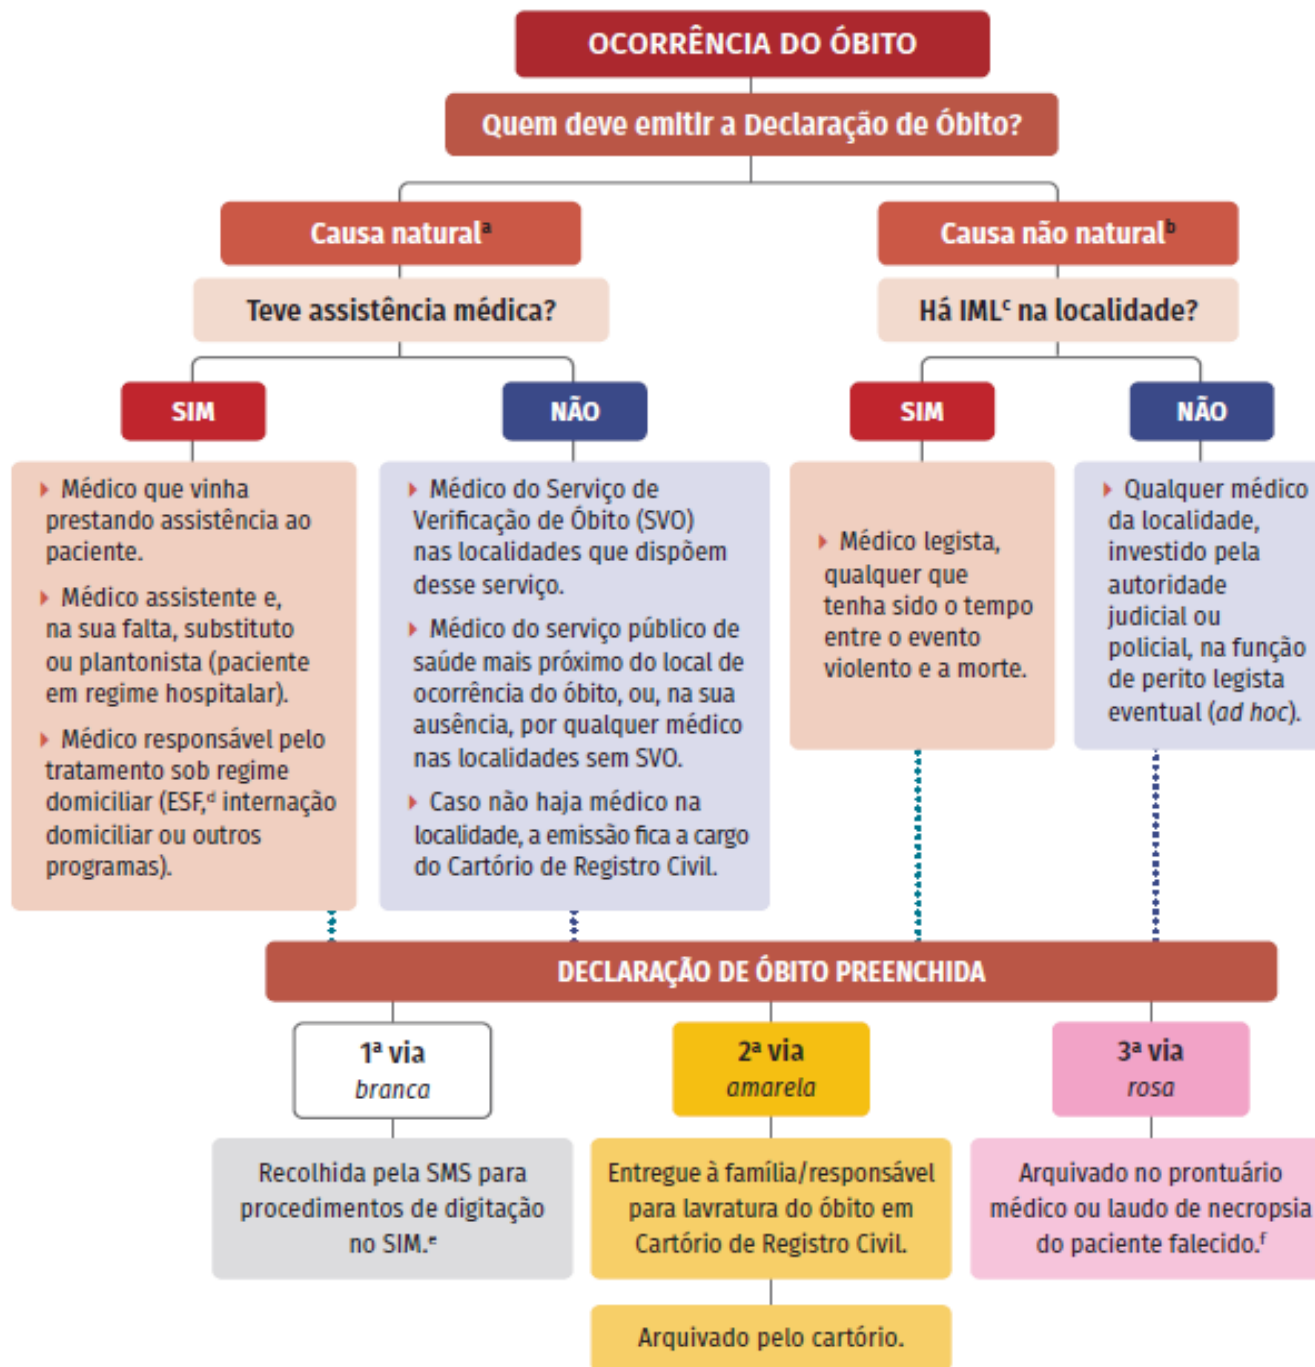 OCORRÊNCIA DO ÓBITO
Quem deve emitir a Declaração de Óbito?
Causa naturalᵃ
Teve assistência médica?
SIM
▸ Médico que vinha
prestando assistência ao
paciente.
▸ Médico assistente e,
na sua falta, substituto
ou plantonista (paciente
em regime hospitalar).
▸ Médico responsável pelo
tratamento sob regime
domiciliar (ESF,ᵈ internação
domiciliar ou outros
programas).
NÃO
▸ Médico do Serviço de
Verificação de Óbito (SVO)
nas localidades que dispõem
desse serviço.
▸ Médico do serviço público de
saúde mais próximo do local de
ocorrência do óbito, ou, na sua
ausência, por qualquer médico
nas localidades sem SVO.
▸ Caso não haja médico na
localidade, a emissão fica a cargo
do Cartório de Registro Civil.
Causa não naturalᵇ
Há IMLᶜ na localidade?
SIM
▸ Médico legista,
qualquer que
tenha sido o tempo
entre o evento
violento e a morte.
NÃO
▸ Qualquer médico
da localidade,
investido pela
autoridade
judicial ou
policial, na função
de perito legista
eventual (ad hoc).
DECLARAÇÃO DE ÓBITO PREENCHIDA
1ª via
branca
Recolhida pela SMS para
procedimentos de digitação
no SIM.ᵉ
2ª via
amarela
Entregue à família/responsável
para lavratura do óbito em
Cartório de Registro Civil.
Arquivado pelo cartório.
3ª via
rosa
Arquivado no prontuário
médico ou laudo de necropsia
do paciente falecido.ᶠ